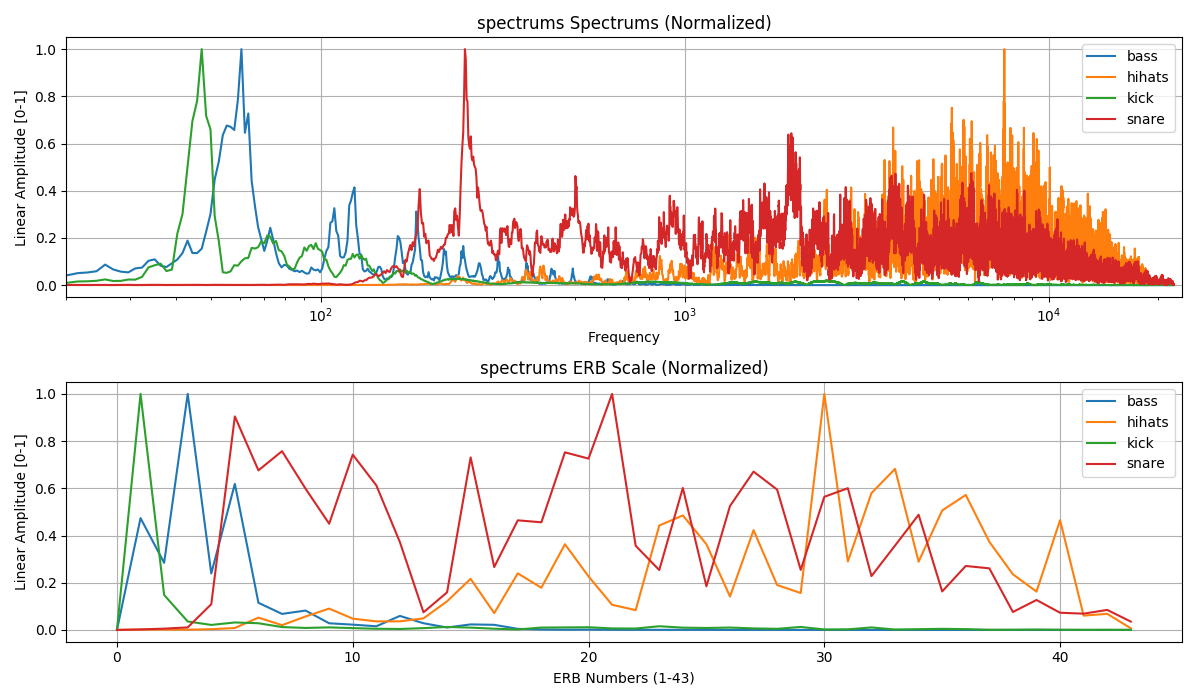 spectrums Spectrums (Normalized)
Linear Amplitude [0-1]
1.0
0.8
0.6
0.4
0.2
0.0
bass
hihats
kick
snare
10²
10³
10⁴
Frequency
spectrums ERB Scale (Normalized)
Linear Amplitude [0-1]
1.0
0.8
0.6
0.4
0.2
0.0
bass
hihats
kick
snare
0 10 20 30 40
ERB Numbers (1-43)